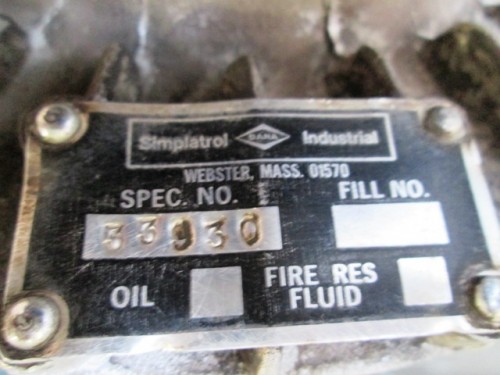 Simplatrol DANA Industrial
WEBSTER, MASS. 01570
SPEC. NO. FILL NO.
53930
OIL FIRE RES
FLUID